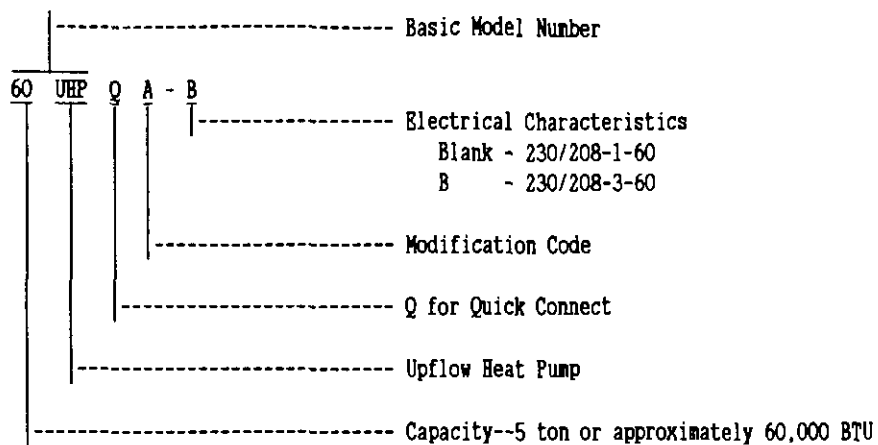 Basic Model Number
60 UHP Q A - B
Electrical Characteristics
Blank - 230/208-1-60
B - 230/208-3-60
Modification Code
Q for Quick Connect
Upflow Heat Pump
Capacity--5 ton or approximately 60,000 BTU